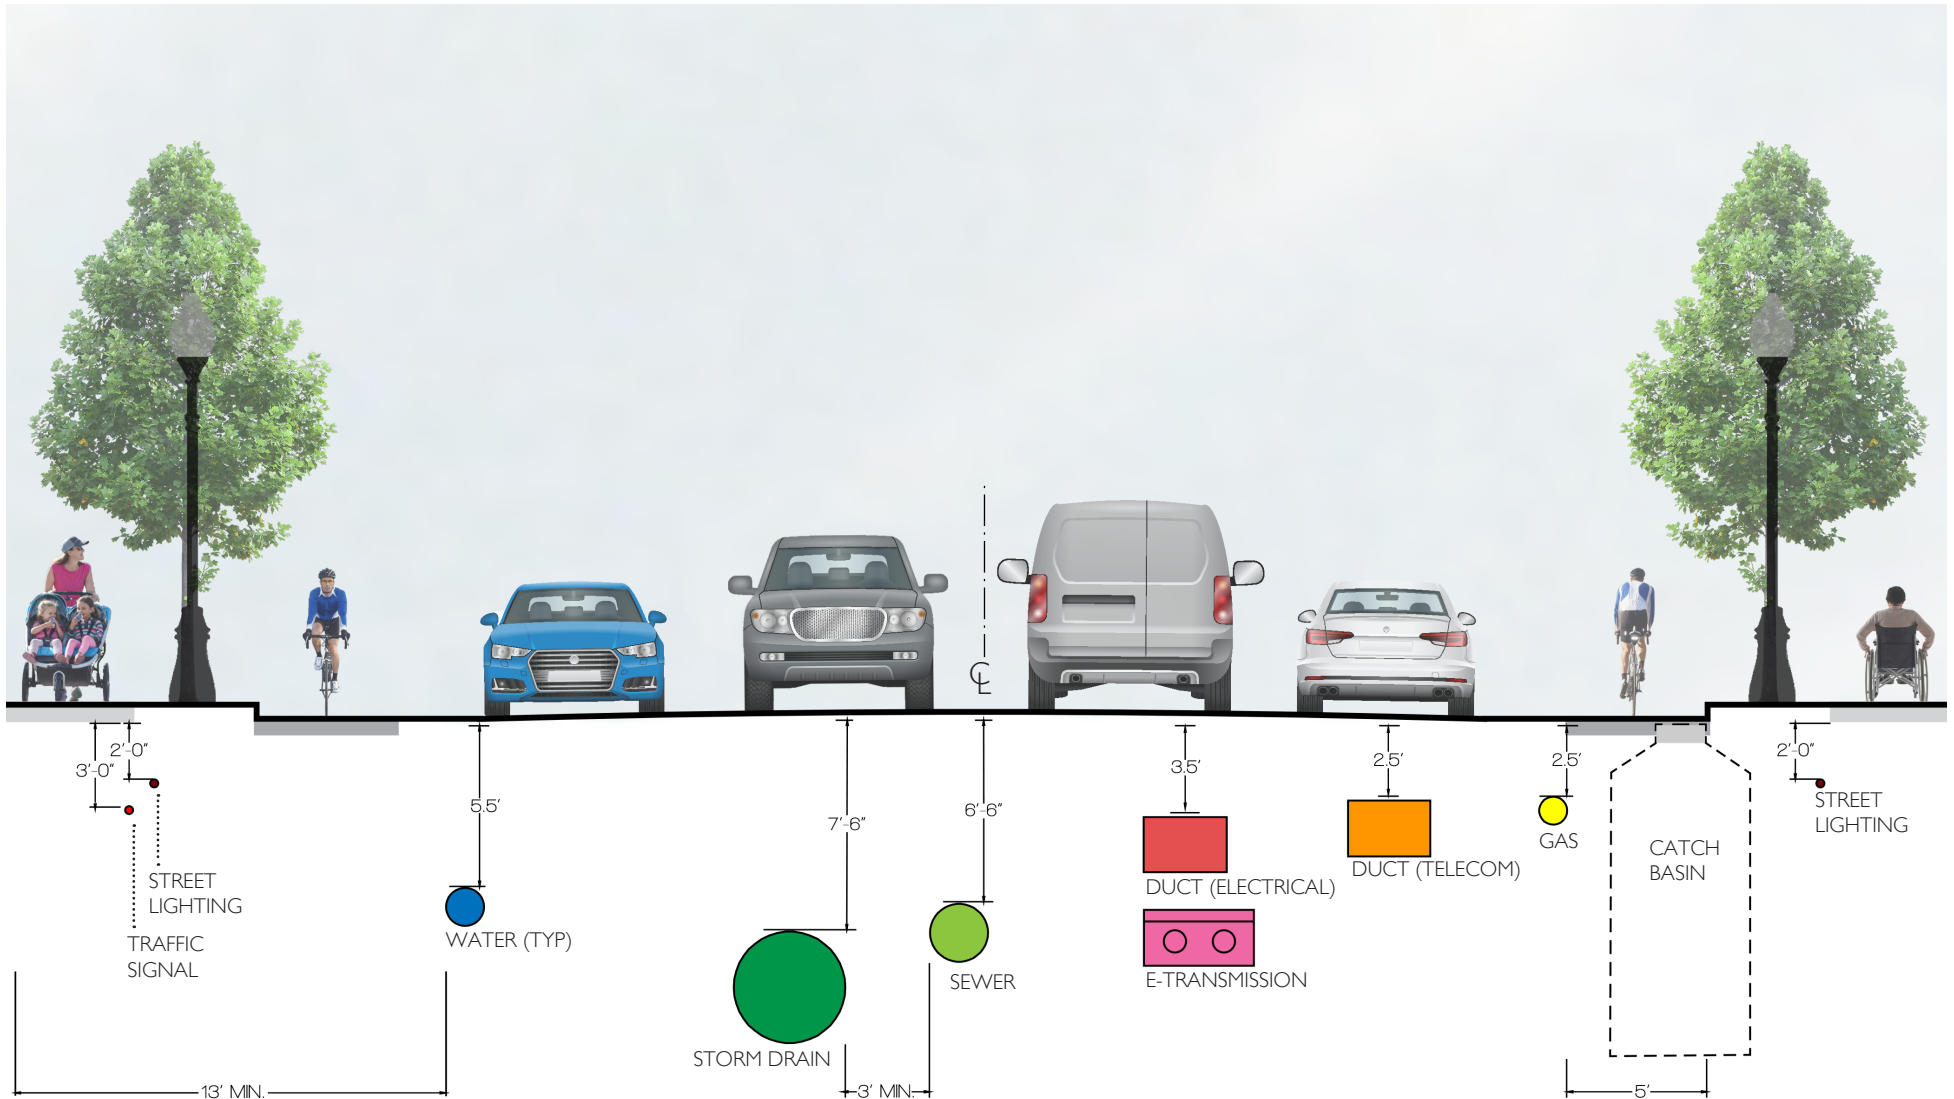 ℄
2'-0"
3'-0"
5.5'
7'-6"
6'-6"
3.5'
2.5'
2.5'
2'-0"
STREET
LIGHTING
TRAFFIC
SIGNAL
WATER (TYP)
STORM DRAIN
SEWER
DUCT (ELECTRICAL)
E-TRANSMISSION
DUCT (TELECOM)
GAS
CATCH
BASIN
STREET
LIGHTING
13' MIN.
3' MIN.
5'